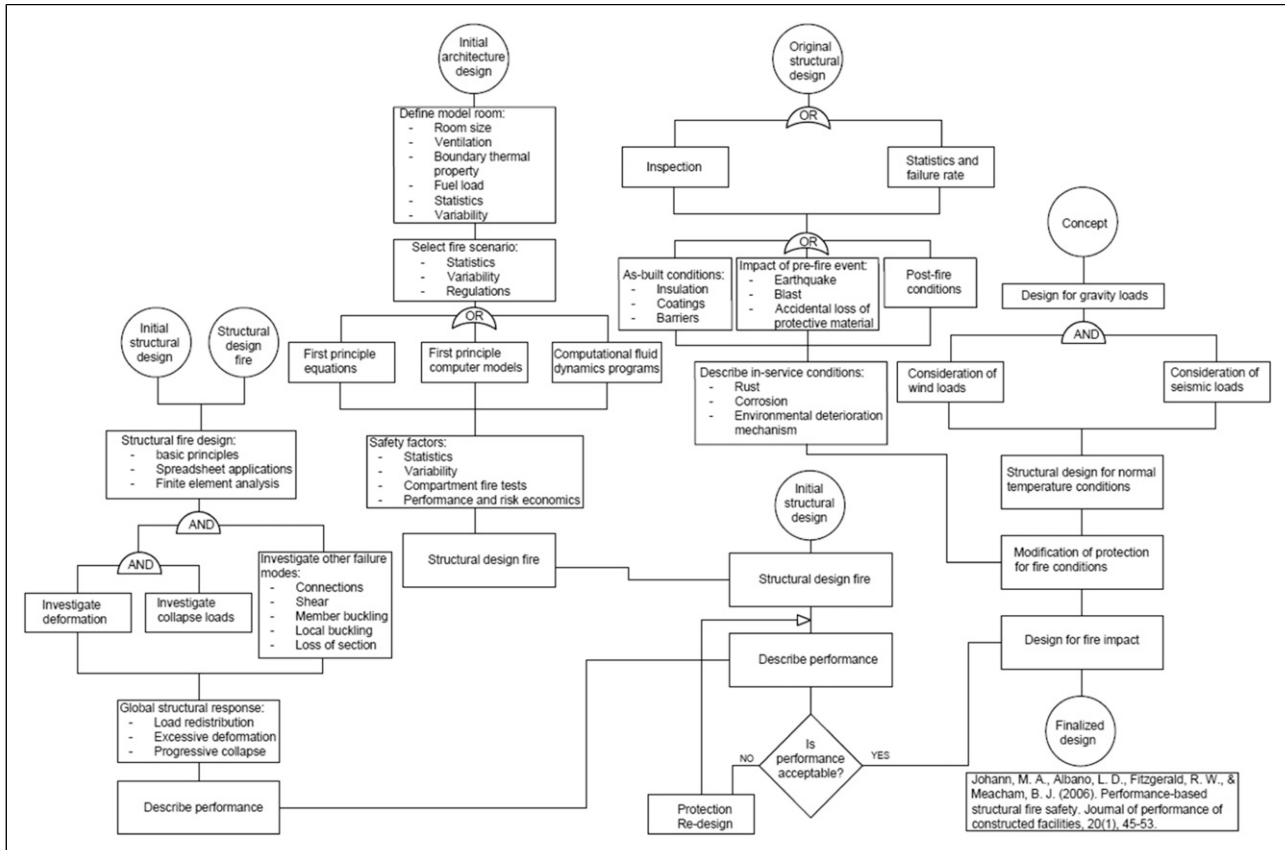 Initial
architecture
design
Define model room:
- Room size
- Ventilation
- Boundary thermal
property
- Fuel load
- Statistics
- Variability
Select fire scenario:
- Statistics
- Variability
- Regulations
OR
First principle
equations
First principle
computer models
Computational fluid
dynamics programs
Safety factors:
- Statistics
- Variability
- Compartment fire tests
- Performance and risk economics
Structural design fire
Initial
structural
design
Structural
design
fire
Structural fire design:
- basic principles
- Spreadsheet applications
- Finite element analysis
AND
AND
Investigate
deformation
Investigate
collapse loads
Investigate other failure
modes:
- Connections
- Shear
- Member buckling
- Local buckling
- Loss of section
Global structural response:
- Load redistribution
- Excessive deformation
- Progressive collapse
Describe performance
Original
structural
design
OR
Inspection
Statistics and
failure rate
OR
As-built conditions:
- Insulation
- Coatings
- Barriers
Impact of pre-fire event:
- Earthquake
- Blast
- Accidental loss of
protective material
Post-fire
conditions
Describe in-service conditions:
- Rust
- Corrosion
- Environmental deterioration
mechanism
Initial
structural
design
Structural design fire
Describe performance
Is
performance
acceptable?
NO
YES
Protection
Re-design
Concept
Design for gravity loads
AND
Consideration of
wind loads
Consideration of
seismic loads
Structural design for normal
temperature conditions
Modification of protection
for fire conditions
Design for fire impact
Finalized
design
Johann, M. A., Albano, L. D., Fitzgerald, R. W., &
Meacham, B. J. (2006). Performance-based
structural fire safety. Journal of performance of
constructed facilities, 20(1), 45-53.